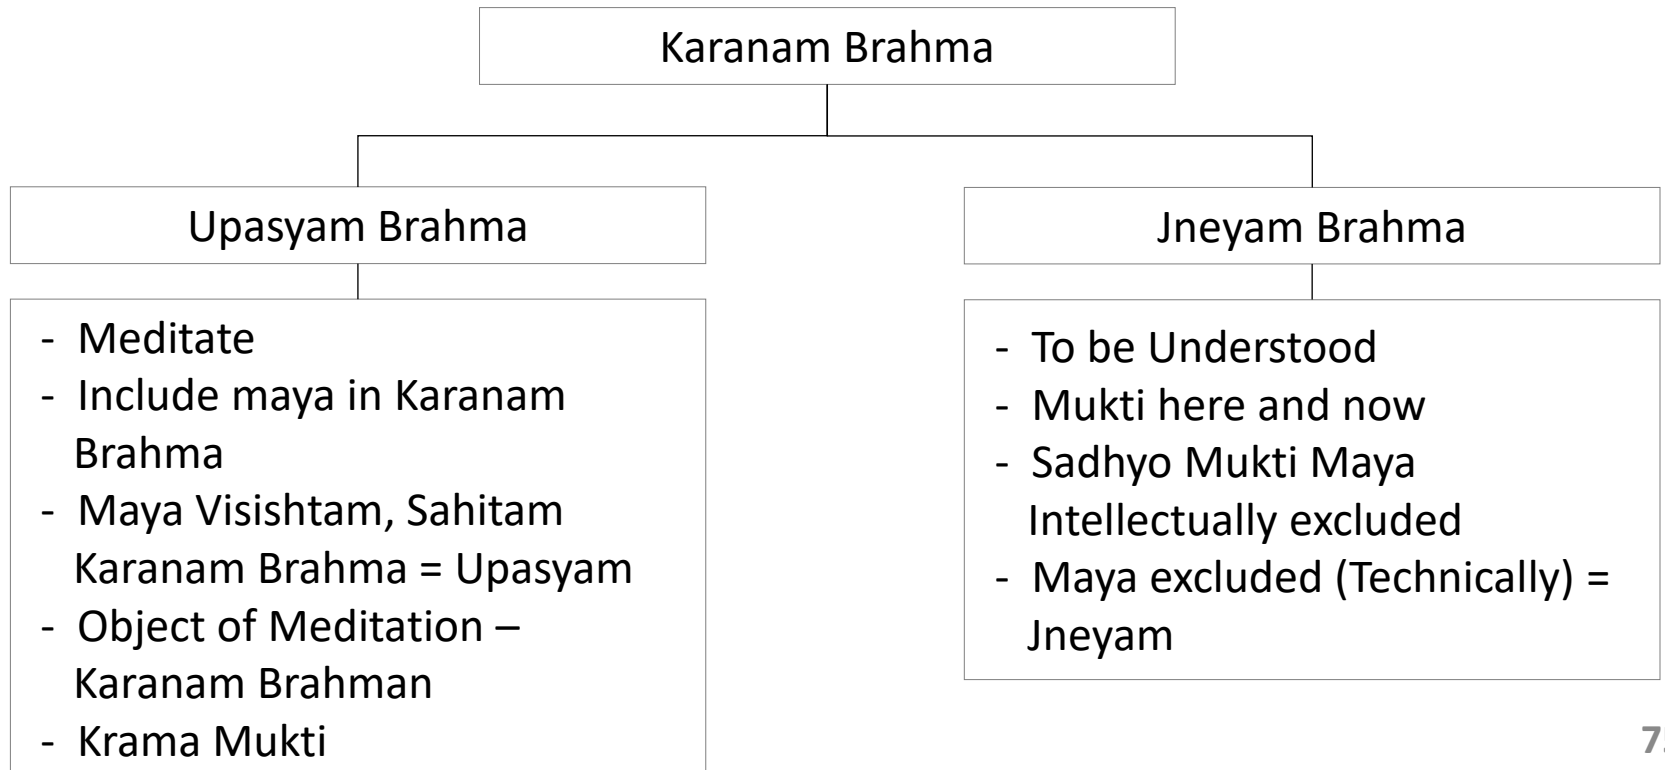 Karanam Brahma
Upasyam Brahma
- Meditate
- Include maya in Karanam
Brahma
- Maya Visishtam, Sahitam
Karanam Brahma = Upasyam
- Object of Meditation –
Karanam Brahman
- Krama Mukti
Jneyam Brahma
- To be Understood
- Mukti here and now
- Sadhyo Mukti Maya
Intellectually excluded
- Maya excluded (Technically) =
Jneyam